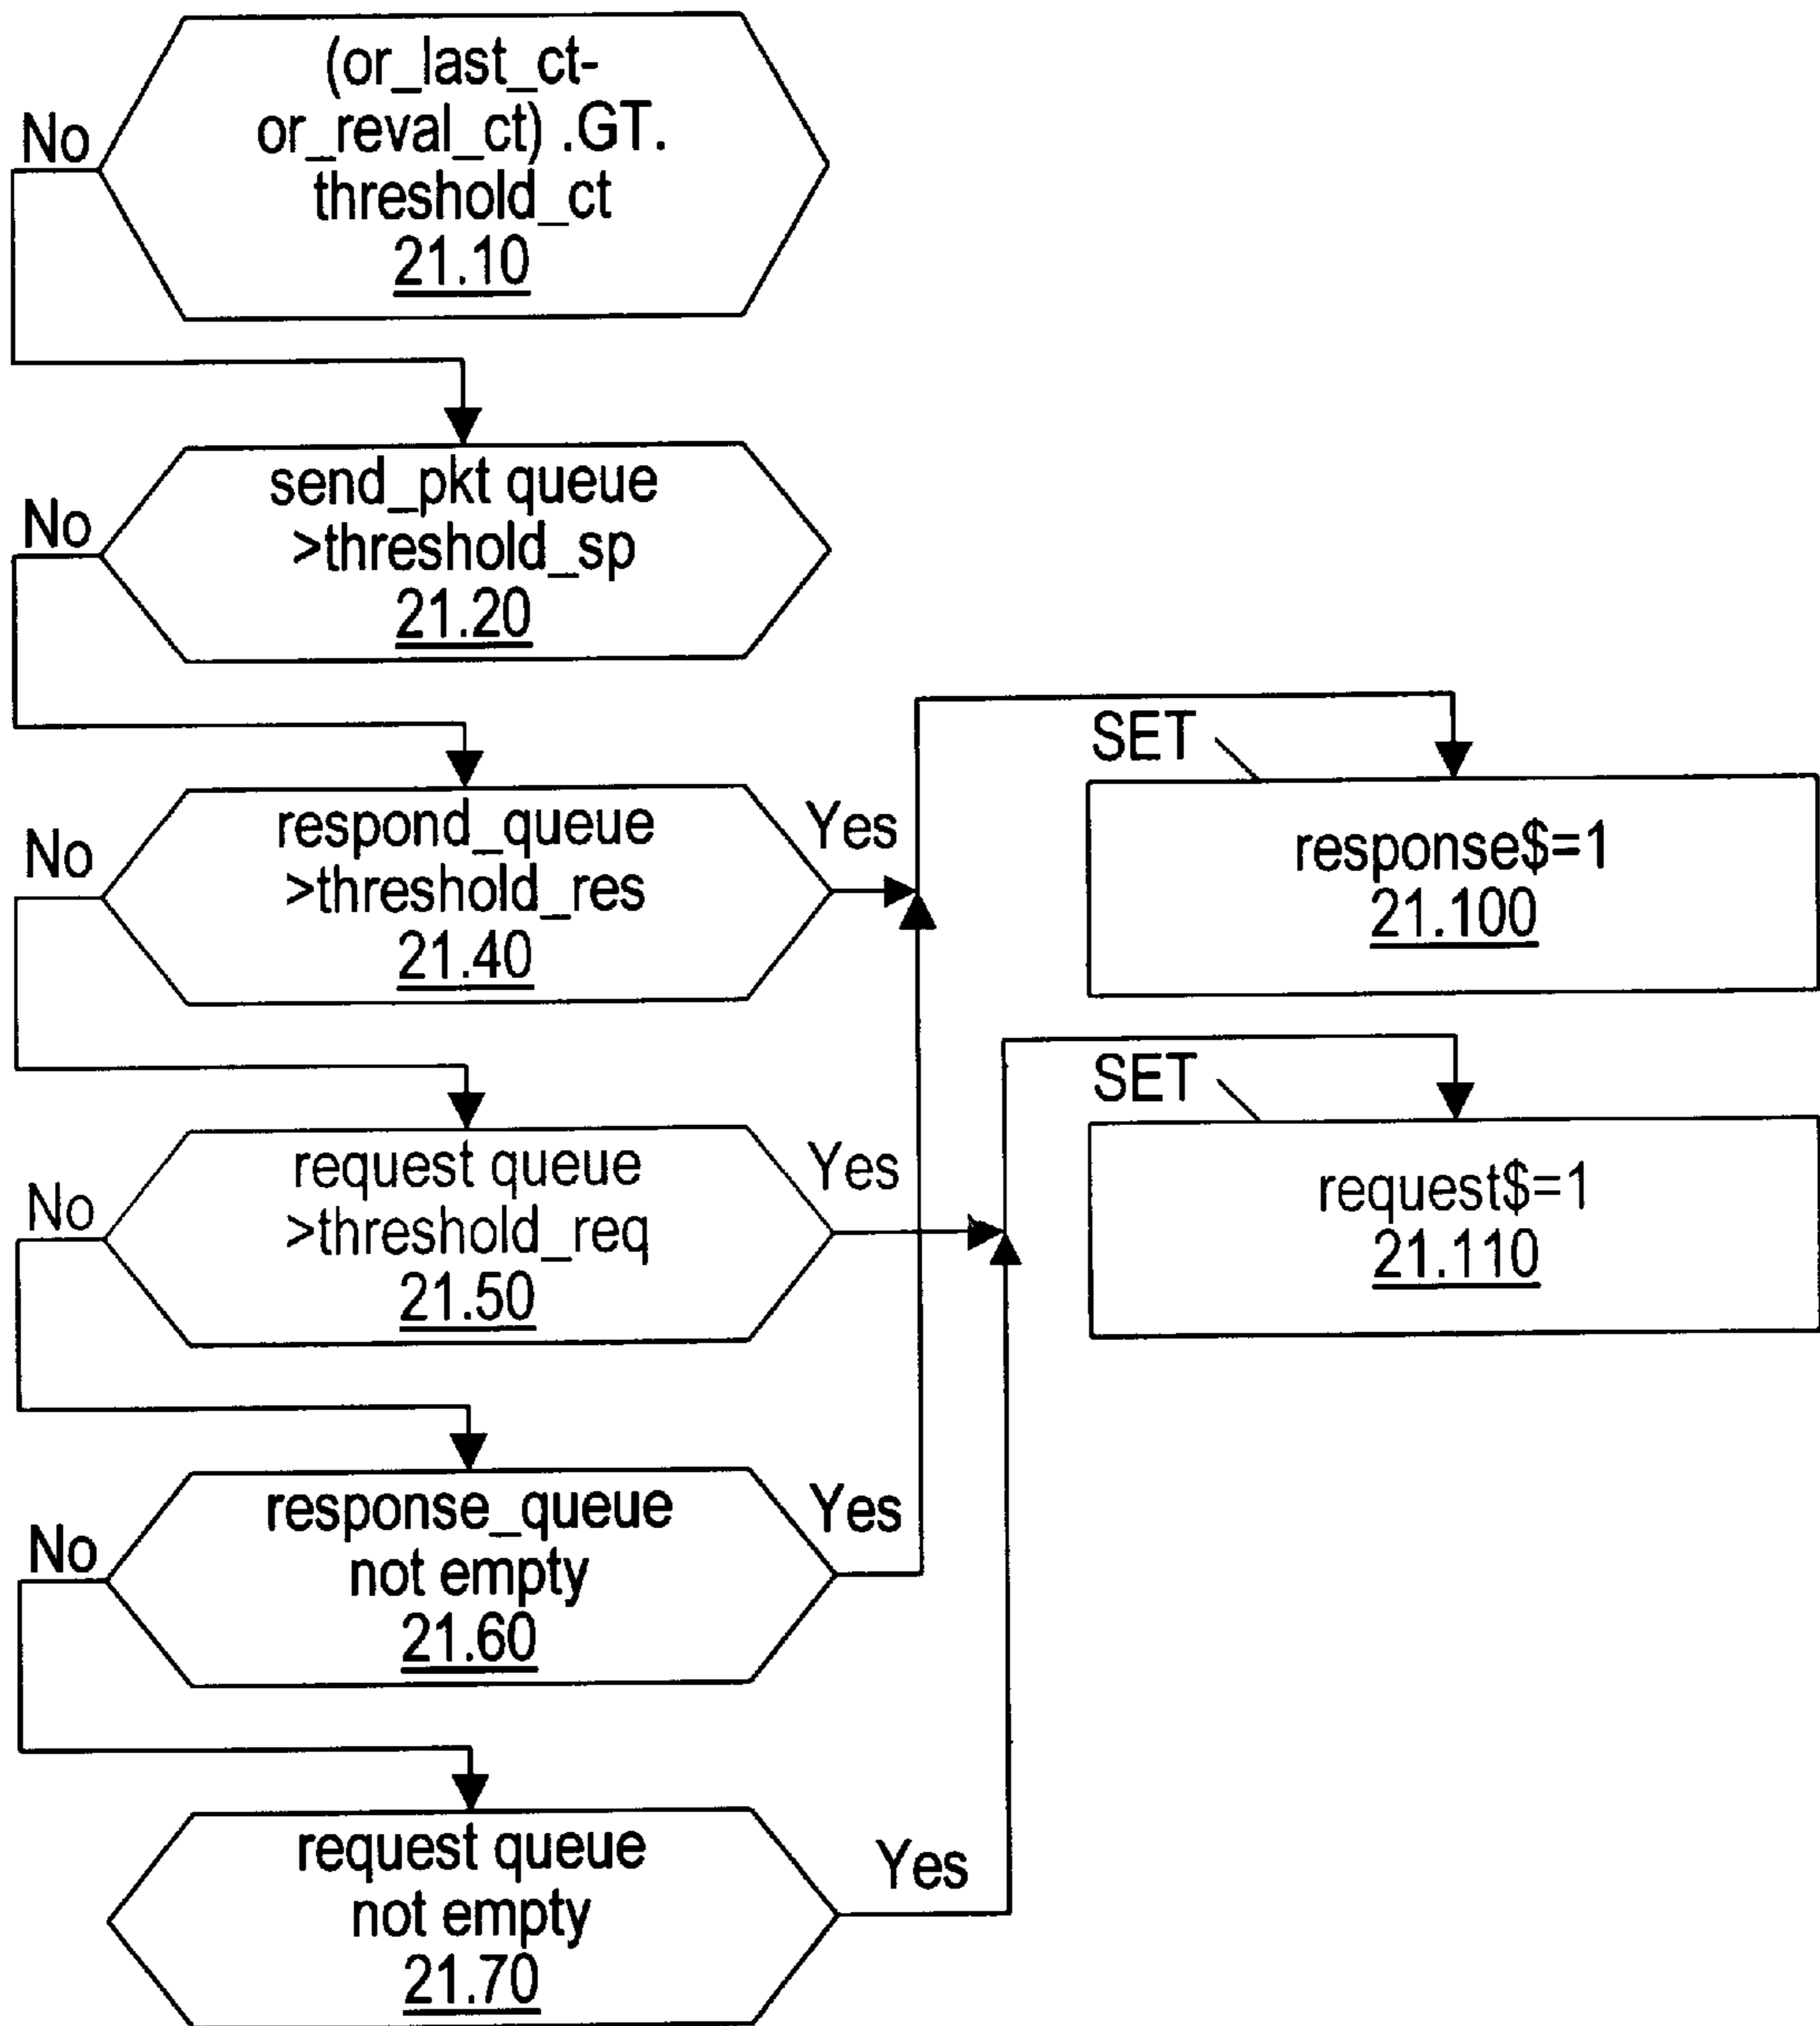 (or_last_ct-
or_reval_ct) .GT.
threshold_ct
21.10
No
send_pkt queue
>threshold_sp
21.20
No
respond_queue
>threshold_res
21.40
No
Yes
SET
response$=1
21.100
request queue
>threshold_req
21.50
No
Yes
SET
request$=1
21.110
response_queue
not empty
21.60
No
Yes
request queue
not empty
21.70
Yes